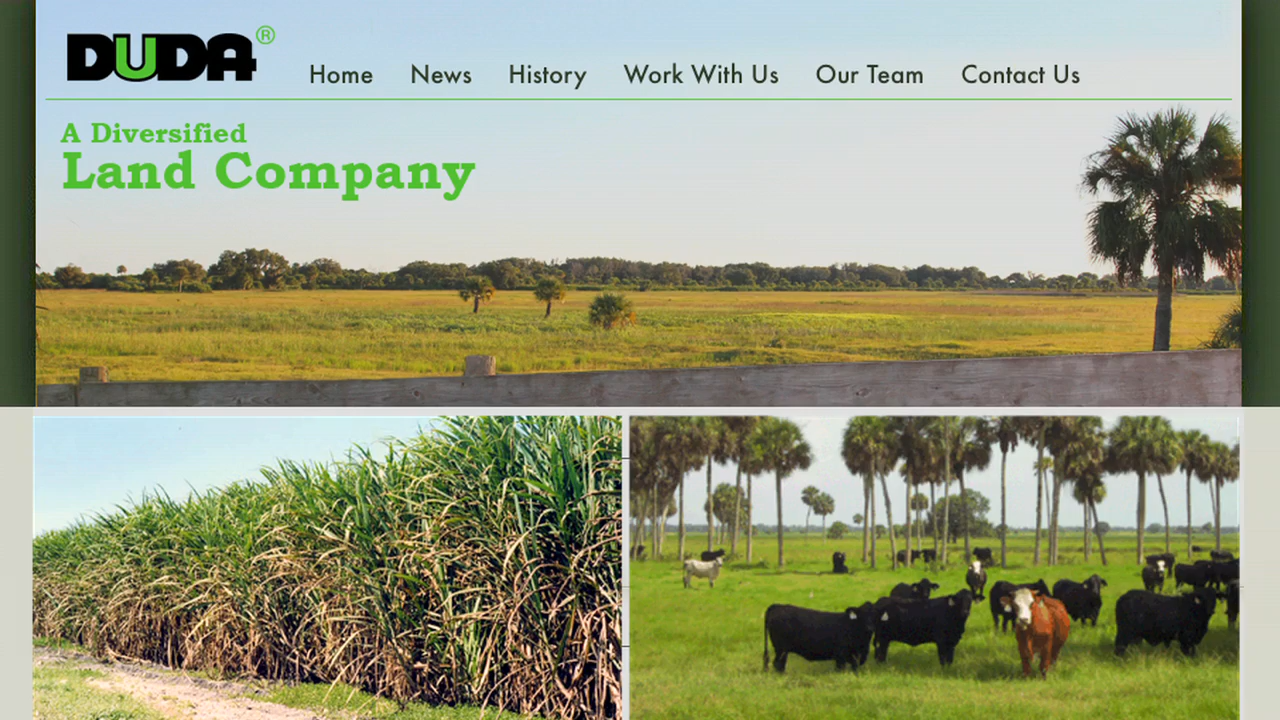 DUDA®
Home News History Work With Us Our Team Contact Us
A Diversified
Land Company